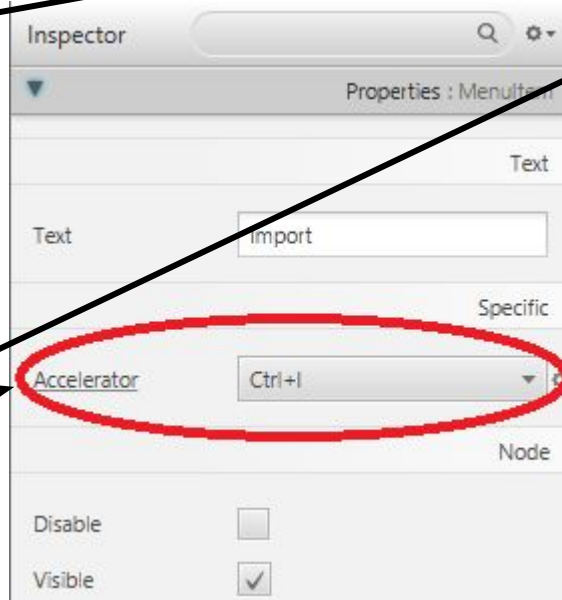 Inspector
Properties : MenuItem
Text
Text Import
Specific
Accelerator Ctrl+I
Node
Disable
Visible